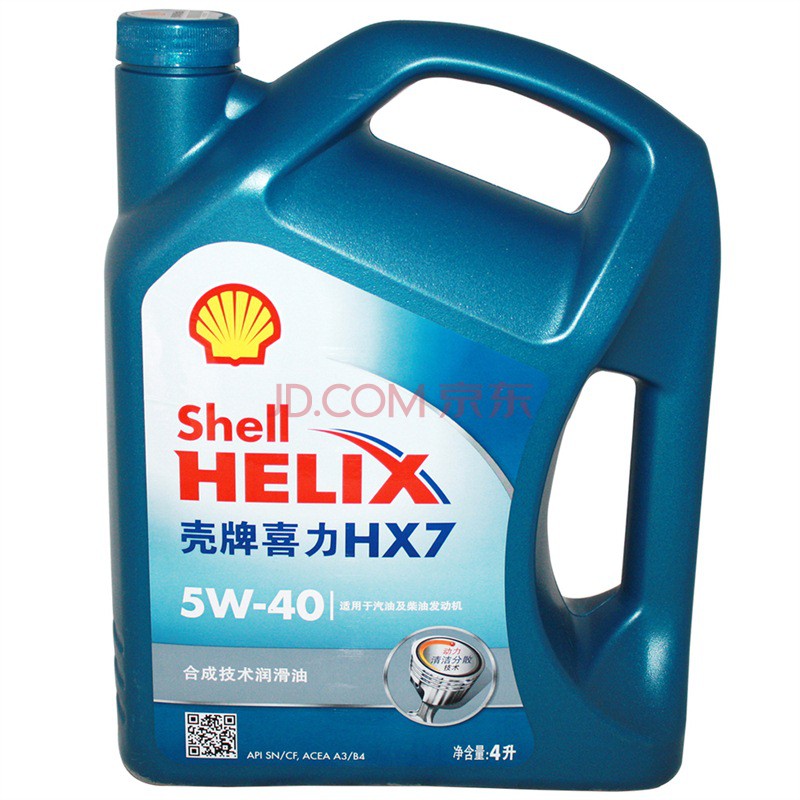 JD.COM 京东
Shell
HELIX
壳牌喜力HX7
5W-40
适用于汽油及柴油发动机
动力
清洁分散
技术
合成技术润滑油
API SN/CF, ACEA A3/B4
净含量:4升